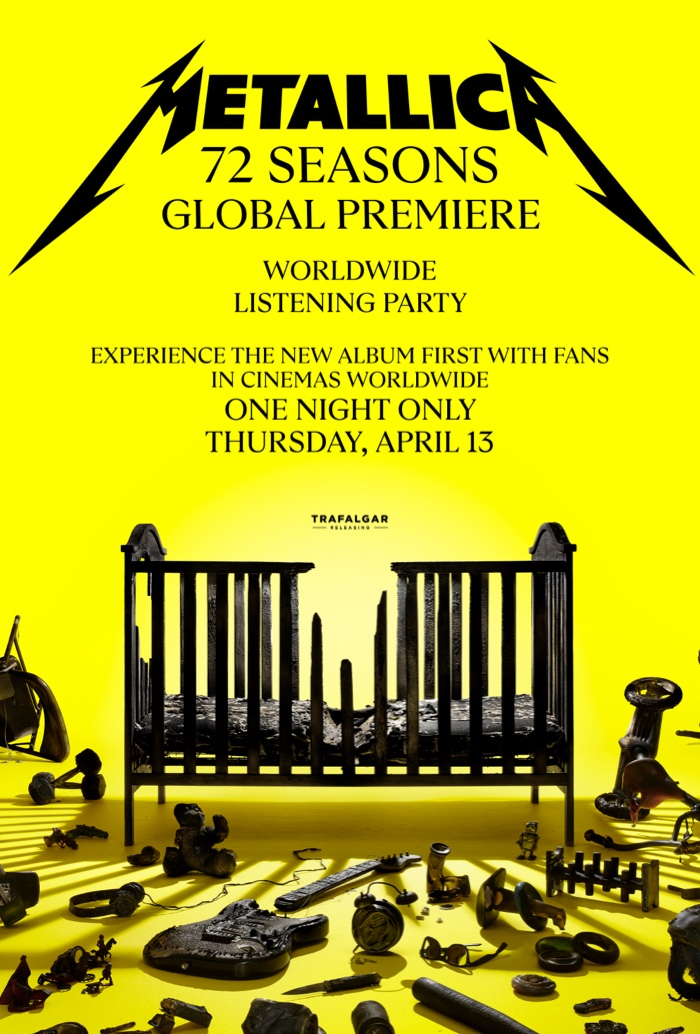 METALLICA
72 SEASONS
GLOBAL PREMIERE
WORLDWIDE
LISTENING PARTY
EXPERIENCE THE NEW ALBUM FIRST WITH FANS
IN CINEMAS WORLDWIDE
ONE NIGHT ONLY
THURSDAY, APRIL 13
TRAFALGAR
RELEASING